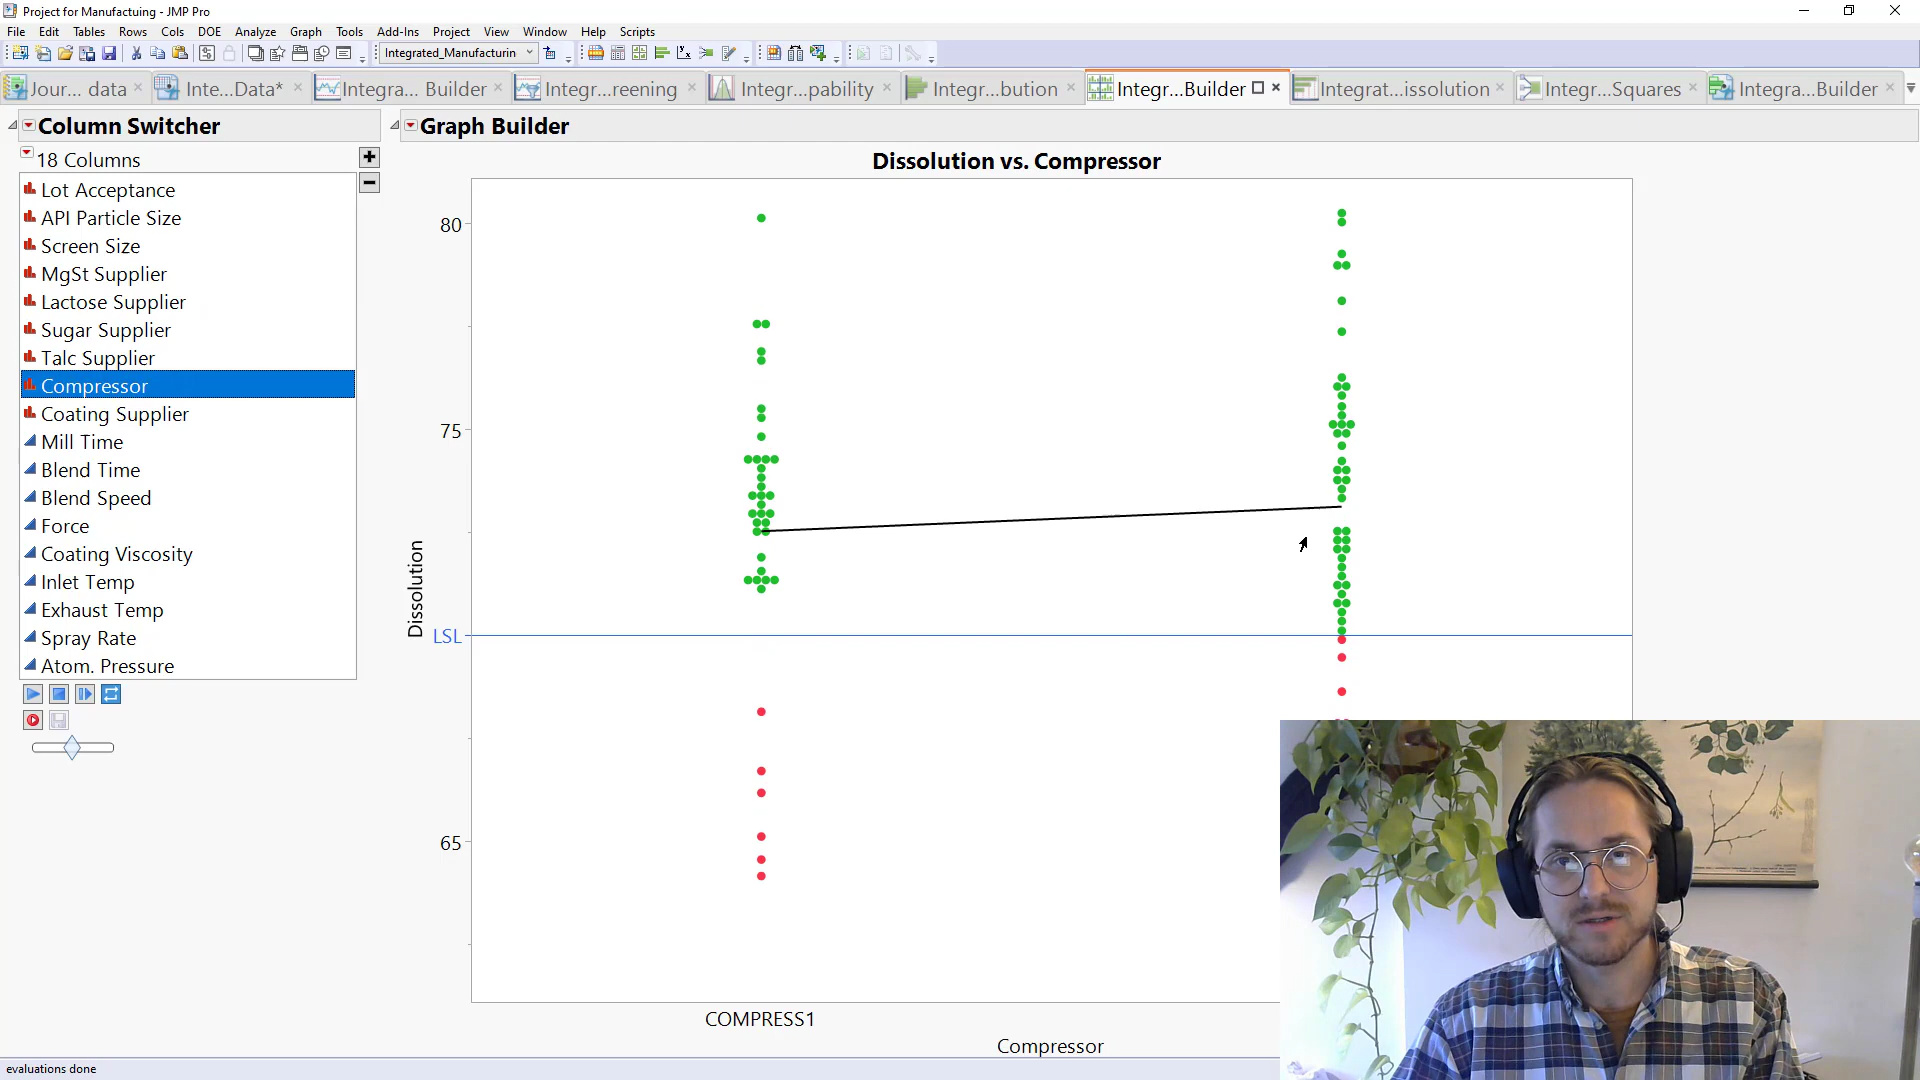 Project for Manufactuing - JMP Pro
File Edit Tables Rows Cols DOE Analyze Graph Tools Add-Ins Project View Window Help Scripts
Integrated_Manufacturin
Jour... data
Inte...Data*
Integra... Builder
Integr...reening
Integr...pability
Integr...bution
Integr...Builder
Integrat...issolution
Integr...Squares
Integra...Builder
Column Switcher
18 Columns
Lot Acceptance
API Particle Size
Screen Size
MgSt Supplier
Lactose Supplier
Sugar Supplier
Talc Supplier
Compressor
Coating Supplier
Mill Time
Blend Time
Blend Speed
Force
Coating Viscosity
Inlet Temp
Exhaust Temp
Spray Rate
Atom. Pressure
Graph Builder
Dissolution vs. Compressor
80
75
LSL
65
Dissolution
COMPRESS1
Compressor
evaluations done